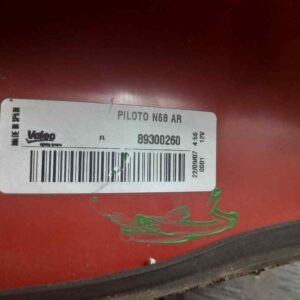 PILOTO N68 AR
MADE IN SPAIN
Valeo
R
89300260
22/09/07 4:56
0001 12V